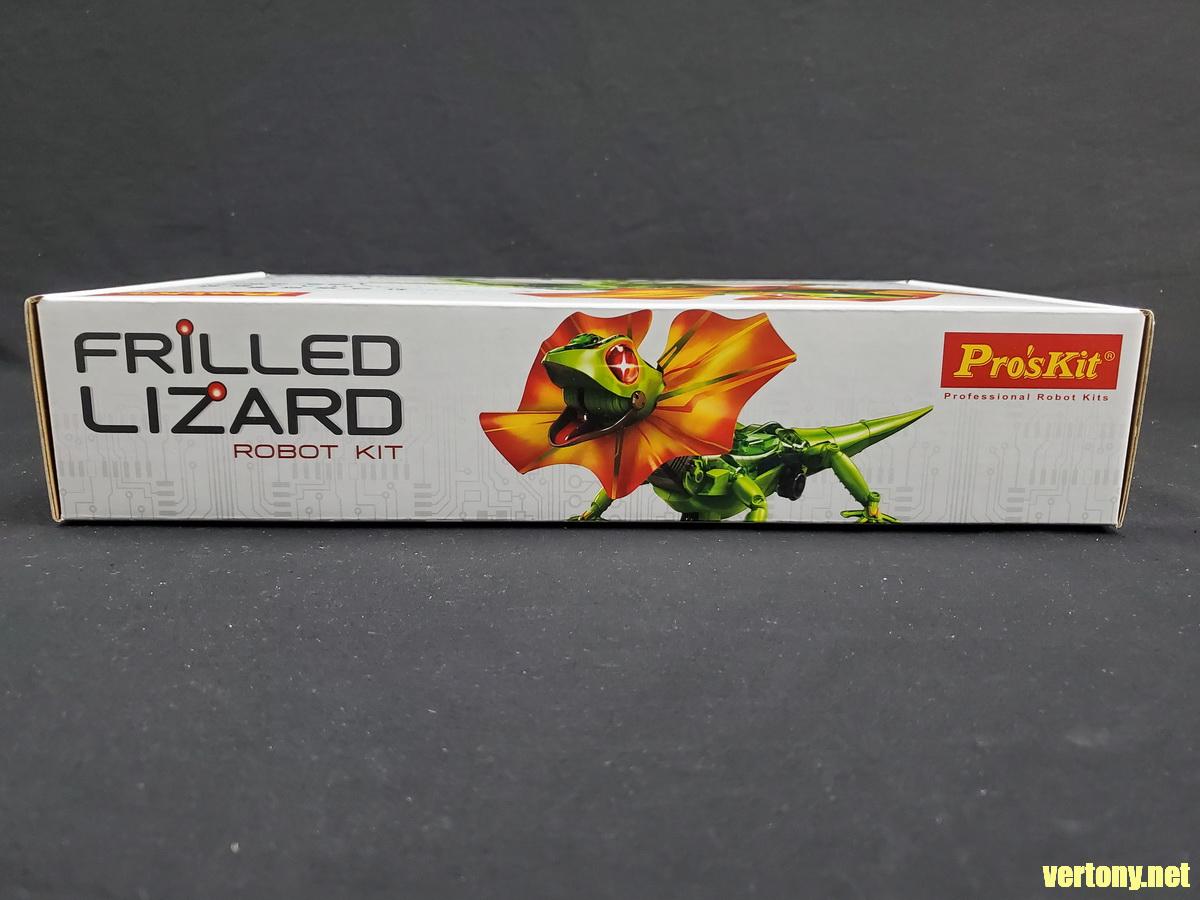 FRILLED
LIZARD
ROBOT KIT
Pro'sKit®
Professional Robot Kits
vertony.net